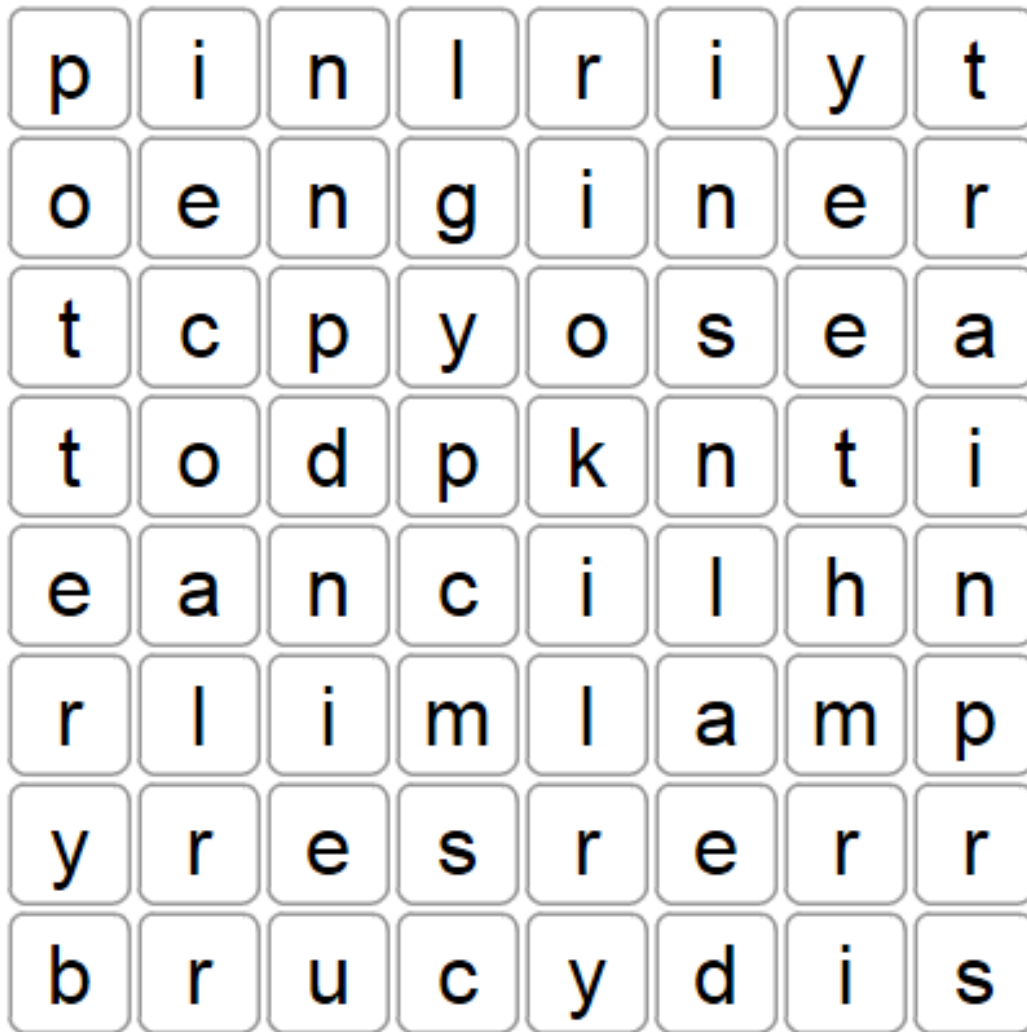 p i n l r i y t
o e n g i n e r
t c p y o s e a
t o d p k n t i
e a n c i l h n
r l i m l a m p
y r e s r e r r
b r u c y d i s